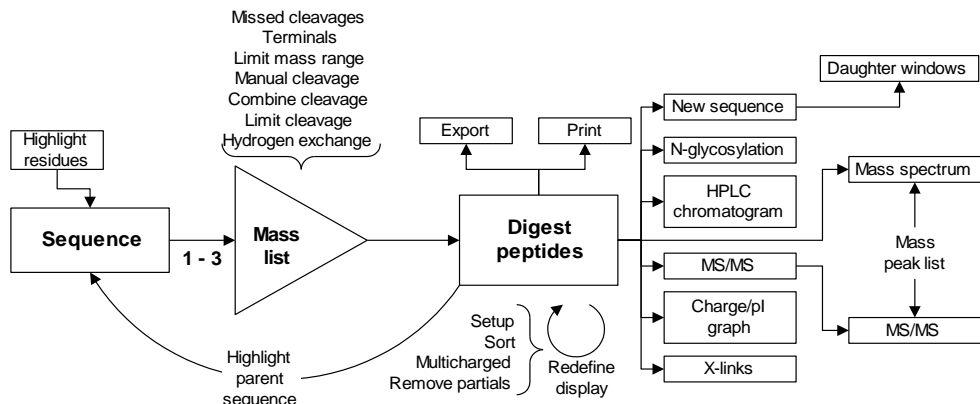 Missed cleavages
Terminals
Limit mass range
Manual cleavage
Combine cleavage
Limit cleavage
Hydrogen exchange
Highlight
residues
Sequence
1 - 3
Mass
list
Export
Print
Digest
peptides
New sequence
Daughter windows
N-glycosylation
HPLC
chromatogram
Mass spectrum
MS/MS
Mass
peak list
Charge/pI
graph
MS/MS
X-links
Setup
Sort
Multicharged
Remove partials
Redefine
display
Highlight
parent
sequence